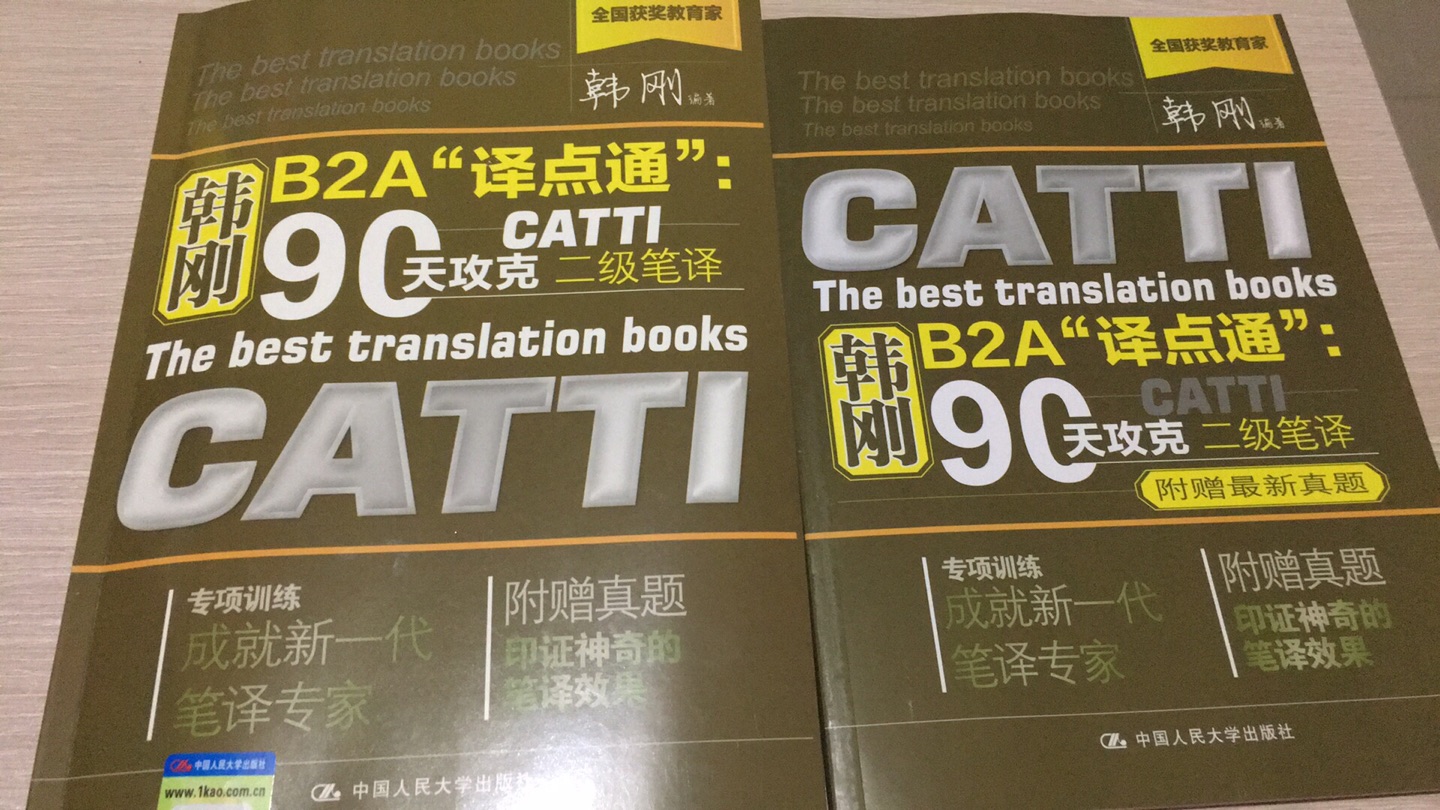 The best translation books
The best translation books
The best translation books
全国获奖教育家
韩刚 编著
韩刚
B2A“译点通”：
90天攻克 CATTI 二级笔译
The best translation books
CATTI
专项训练
成就新一代
笔译专家
附赠真题
印证神奇的
笔译效果
中国人民大学出版社
www.1kao.com.cn
中国人民大学出版社
The best translation books
The best translation books
The best translation books
全国获奖教育家
韩刚 编著
CATTI
The best translation books
韩刚
B2A“译点通”：
90天攻克 CATTI 二级笔译
附赠最新真题
专项训练
成就新一代
笔译专家
附赠真题
印证神奇的
笔译效果
中国人民大学出版社